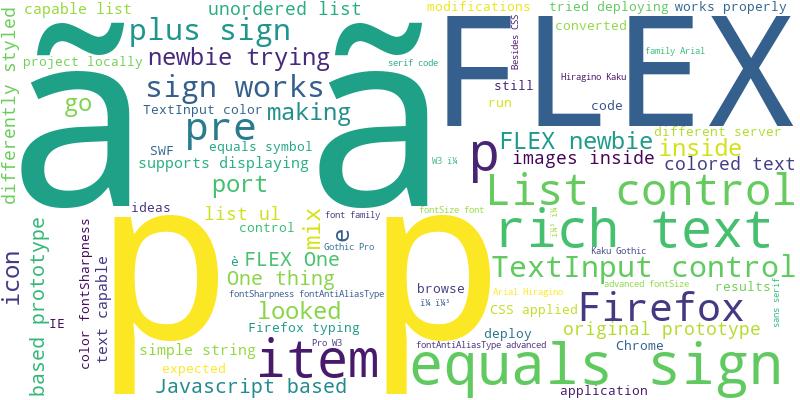 capable list
unordered list
modifications
tried deploying
works properly
plus sign
converted
differently styled
project locally
newbie trying
serif code
Besides CSS
family Arial
ã
ã
FLEX
sign works
Hiragino Kaku
still
go
TextInput color
making
run
code
pre
SWF
equals symbol
p
FLEX newbie
different server
inside
supports displaying
W3 ï¼
images inside
colored text
port
List control
ideas
list ul
mix
font family
fontSize font
ï¼³ ï¼
rich text
control
e
Gothic Pro
p
p
based prototype
color fontSharpness
icon
text capable
è
FLEX One
Kaku Gothic
One thing
browse
TextInput control
fontSharpness fontAntiAliasType
ï¼ ï¼³
Arial Hiragino
advanced fontSize
results
sans serif
looked
CSS applied
Firefox
IE
Firefox typing
original prototype
deploy
simple string
Pro W3
fontAntiAliasType advanced
Chrome
item
equals sign
expected
Javascript based
application